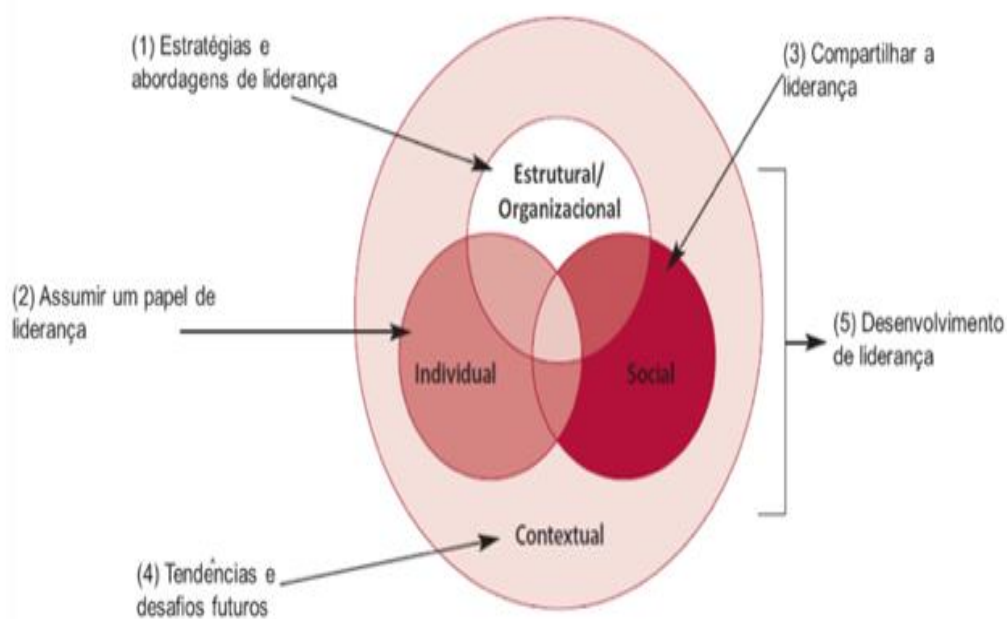 (1) Estratégias e
abordagens de liderança
(3) Compartilhar a
liderança
Estrutural/
Organizacional
(2) Assumir um papel de
liderança
(5) Desenvolvimento
de liderança
Individual
Social
Contextual
(4) Tendências e
desafios futuros